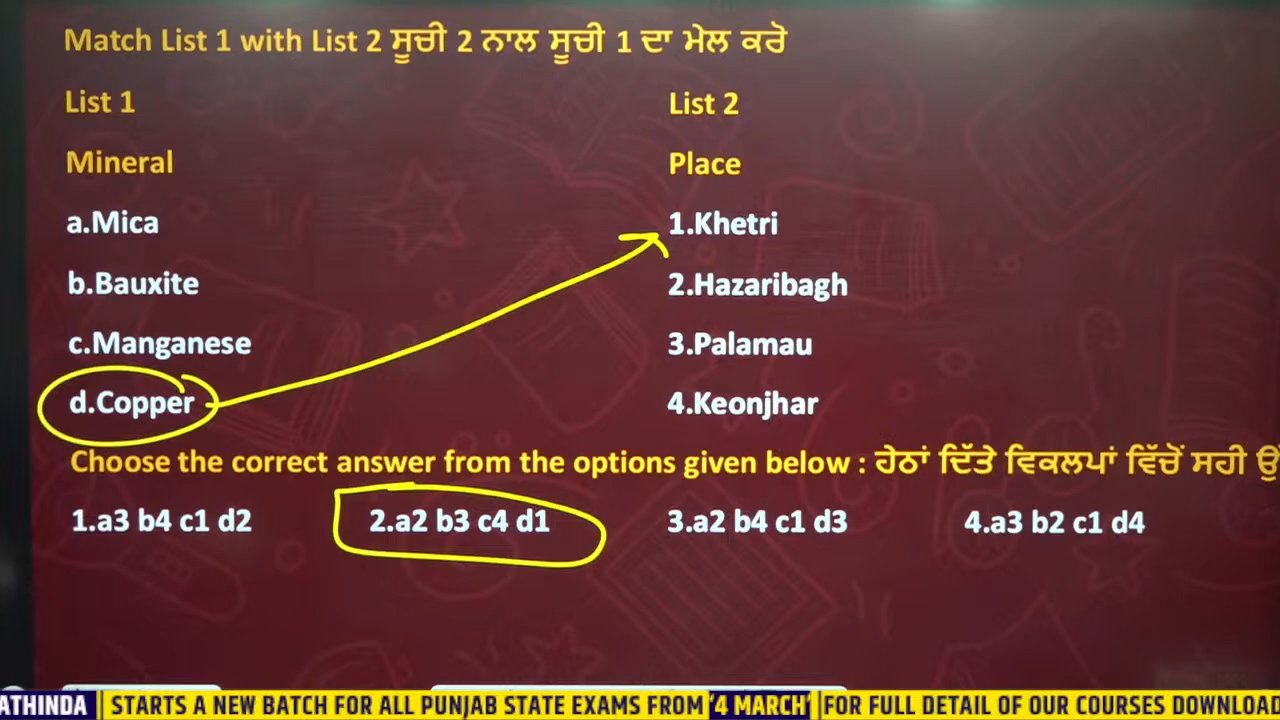 Match List 1 with List 2 ਸੂਚੀ 2 ਨਾਲ ਸੂਚੀ 1 ਦਾ ਮੇਲ ਕਰੋ
List 1 List 2
Mineral Place
a.Mica 1.Khetri
b.Bauxite 2.Hazaribagh
c.Manganese 3.Palamau
d.Copper 4.Keonjhar
Choose the correct answer from the options given below : ਹੇਠਾਂ ਦਿੱਤੇ ਵਿਕਲਪਾਂ ਵਿੱਚੋਂ ਸਹੀ
1.a3 b4 c1 d2 2.a2 b3 c4 d1 3.a2 b4 c1 d3 4.a3 b2 c1 d4
ATHINDA || STARTS A NEW BATCH FOR ALL PUNJAB STATE EXAMS FROM '4 MARCH' || FOR FULL DETAIL OF OUR COURSES DOWNLOAD